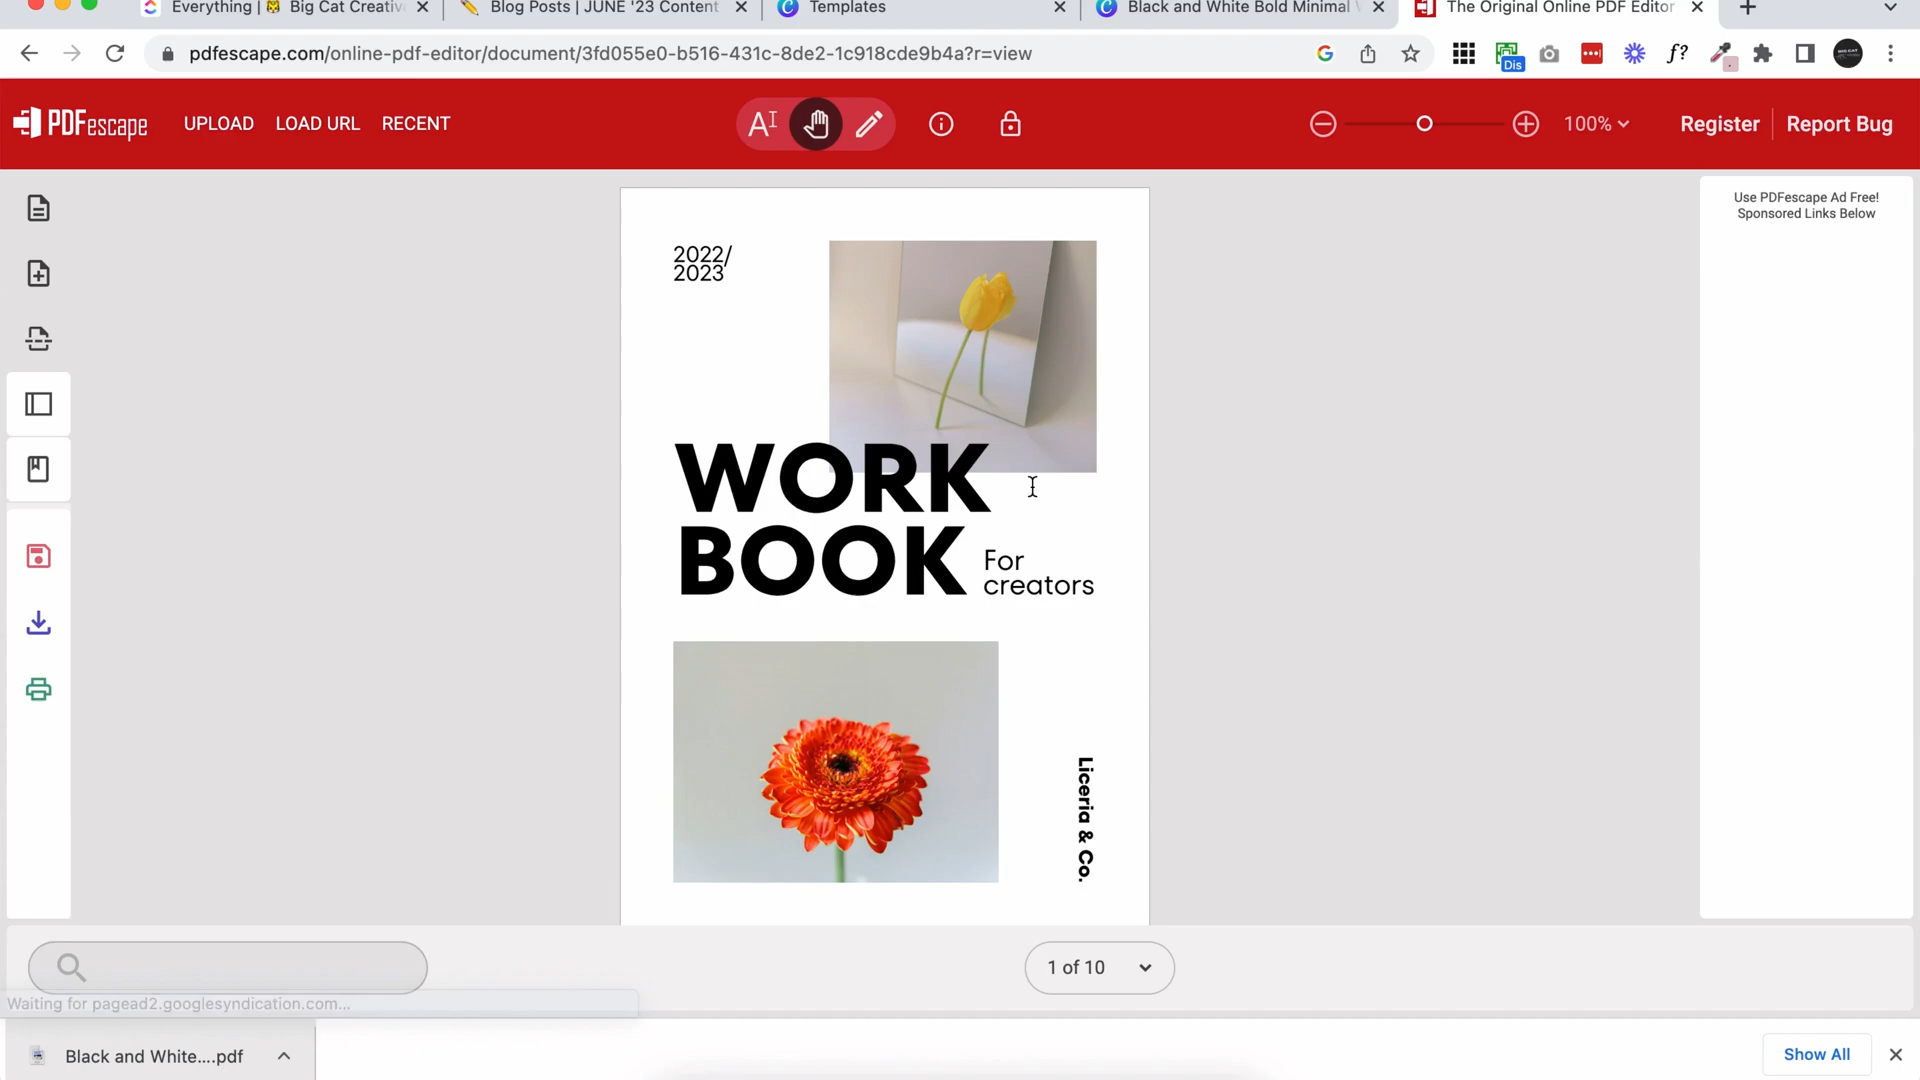 Everything | 🐯 Big Cat Creativ
Blog Posts | JUNE '23 Content
Templates
Black and White Bold Minimal W
The Original Online PDF Editor
pdfescape.com/online-pdf-editor/document/3fd055e0-b516-431c-8de2-1c918cde9b4a?r=view
Dis
f?
PDFescape
UPLOAD
LOAD URL
RECENT
100%
Register
Report Bug
Use PDFescape Ad Free!
Sponsored Links Below
2022/
2023
WORK
BOOK
For
creators
Liceria & Co.
1 of 10
Waiting for pagead2.googlesyndication.com...
Black and White....pdf
Show All